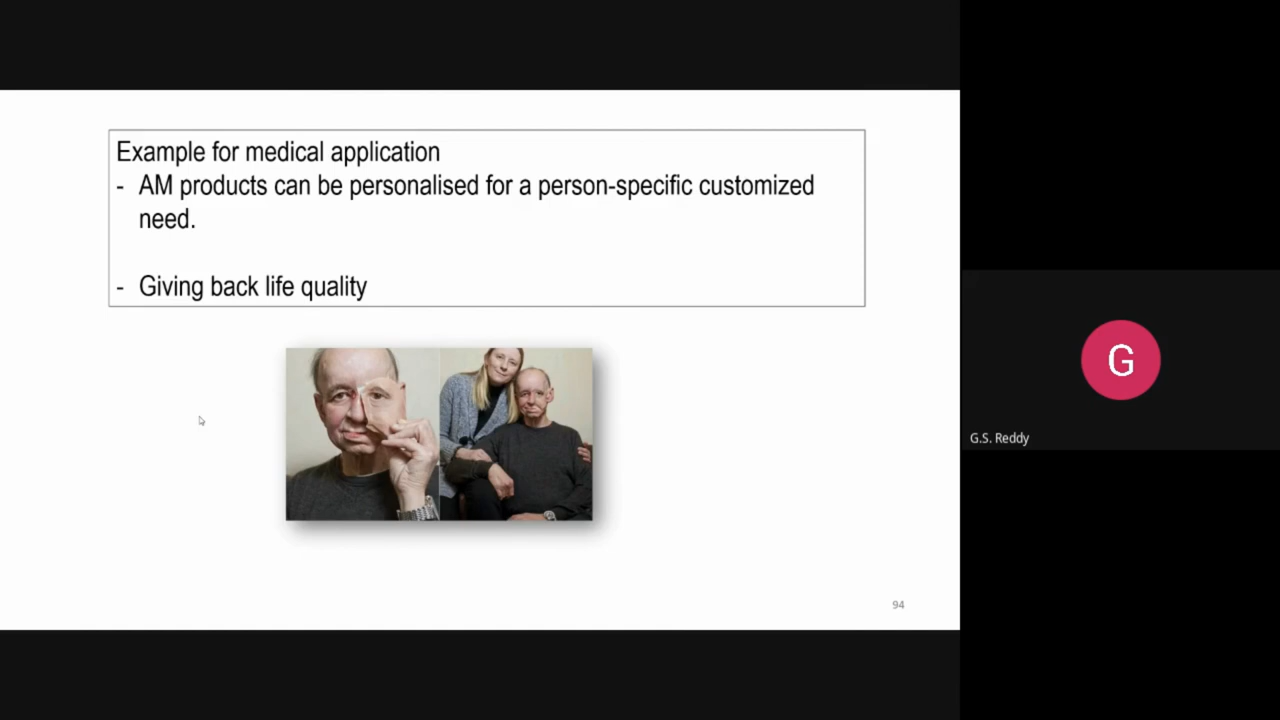 Example for medical application
- AM products can be personalised for a person-specific customized
need.
- Giving back life quality
94
G
G.S. Reddy